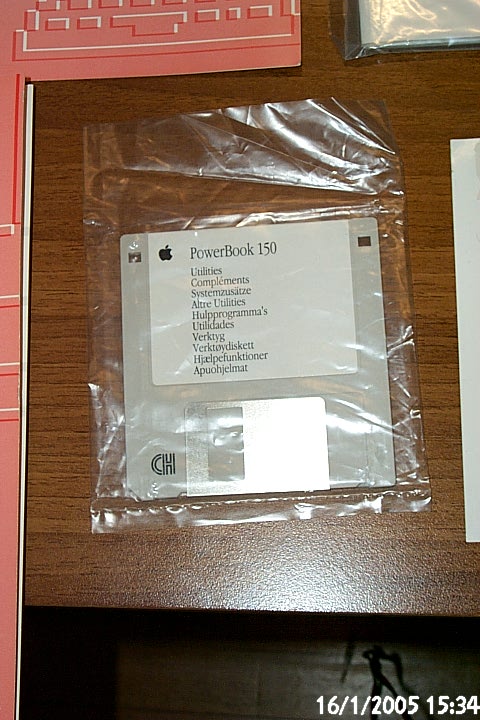 PowerBook 150
Utilities
Compléments
Systemzusätze
Altre Utilities
Hulpprogramma's
Utilidades
Verktyg
Verktøydiskett
Hjælpefunktioner
Apuohjelmat
CH
16/1/2005 15:34